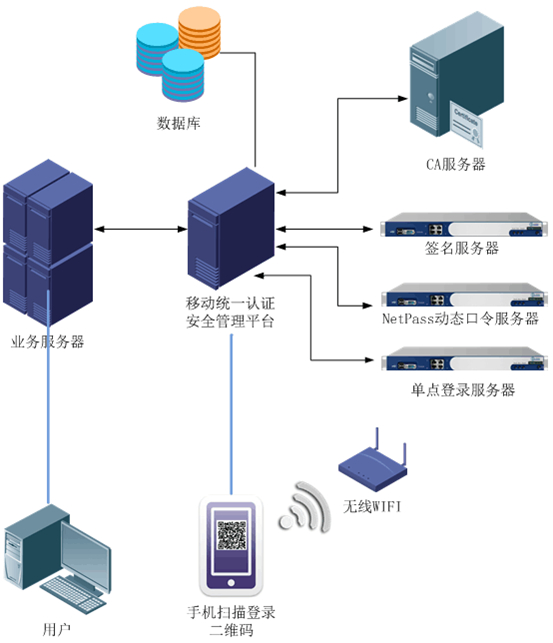 数据库
CA服务器
Certificate
签名服务器
移动统一认证
安全管理平台
NetPass动态口令服务器
业务服务器
单点登录服务器
无线WIFI
手机扫描登录
二维码
用户